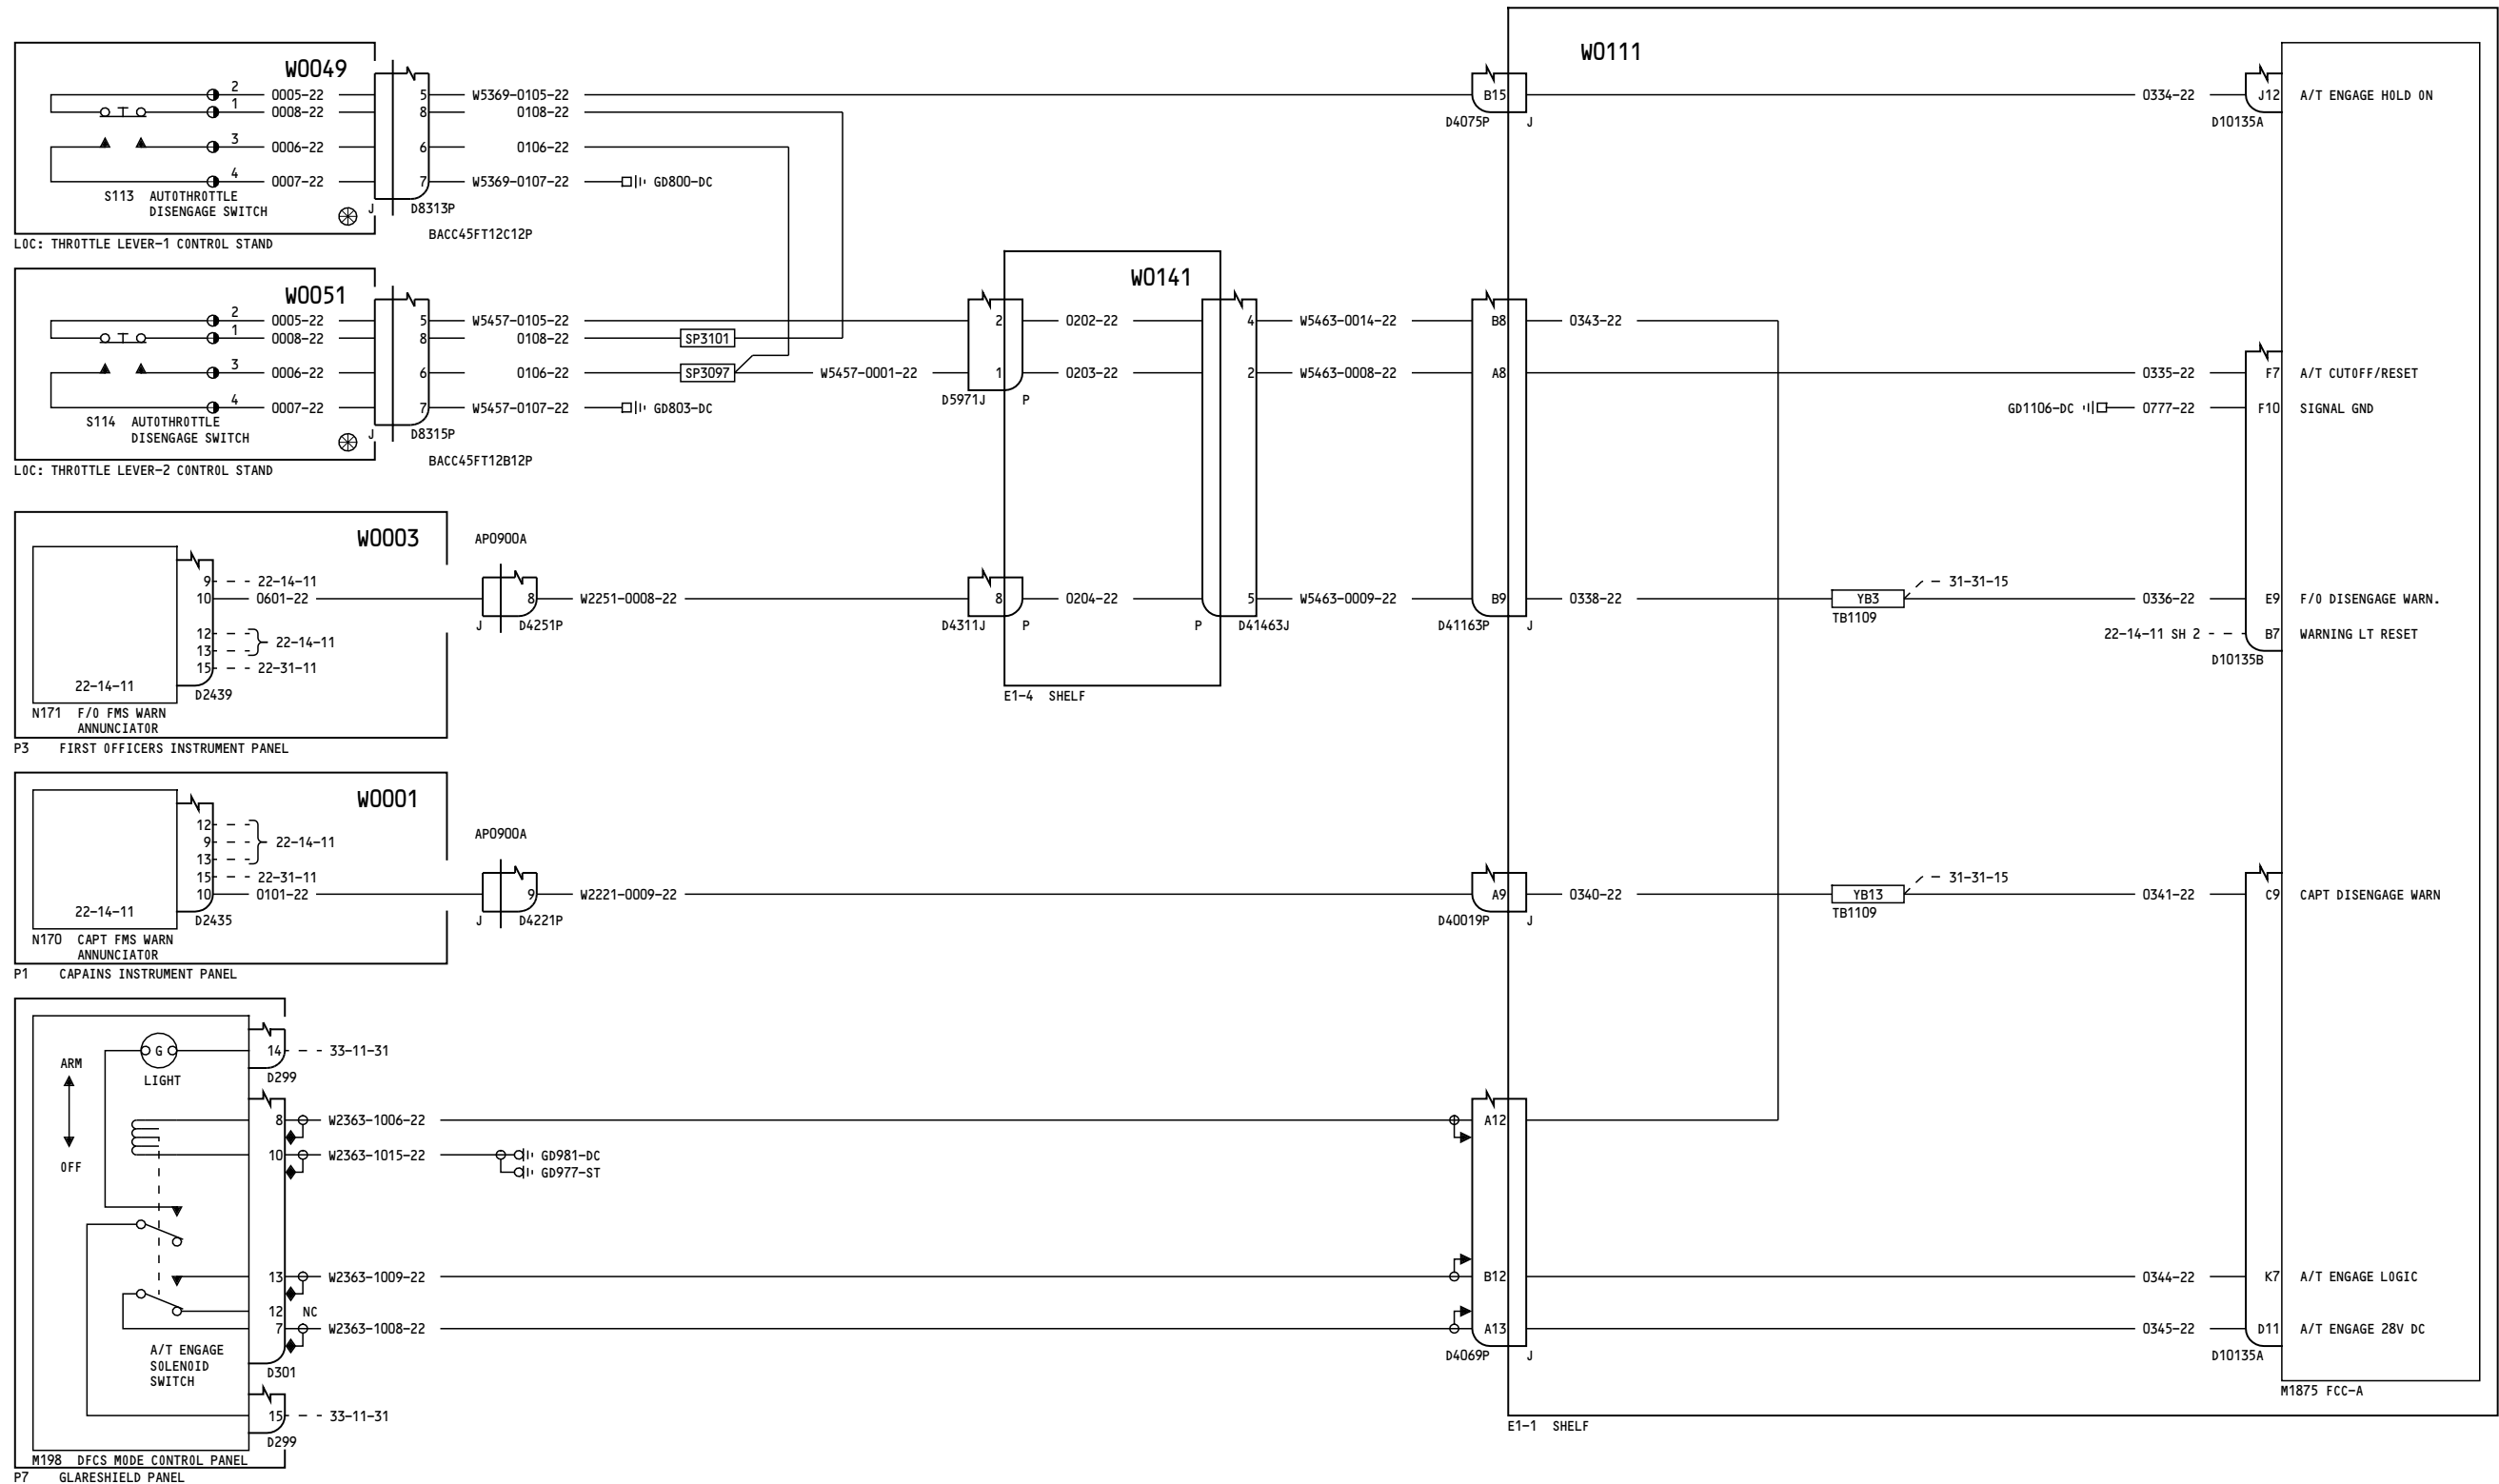 W0111
W0049
2
0005-22
5
W5369-0105-22
B15
0334-22
J12
A/T ENGAGE HOLD ON
1
0008-22
8
0108-22
D4075P
J
D10135A
3
0006-22
6
0106-22
4
0007-22
7
W5369-0107-22
GD800-DC
S113 AUTOTHROTTLE
DISENGAGE SWITCH
J
D8313P
BACC45FT12C12P
LOC: THROTTLE LEVER-1 CONTROL STAND
W0141
W0051
2
0005-22
5
W5457-0105-22
2
0202-22
4
W5463-0014-22
B8
0343-22
1
0008-22
8
0108-22
SP3101
3
0006-22
6
0106-22
SP3097
W5457-0001-22
1
0203-22
2
W5463-0008-22
A8
0335-22
F7
A/T CUTOFF/RESET
D5971J
P
4
0007-22
7
W5457-0107-22
GD803-DC
GD1106-DC
0777-22
F10
SIGNAL GND
S114 AUTOTHROTTLE
DISENGAGE SWITCH
J
D8315P
BACC45FT12B12P
LOC: THROTTLE LEVER-2 CONTROL STAND
W0003
AP0900A
9
22-14-11
10
0601-22
8
W2251-0008-22
8
0204-22
5
W5463-0009-22
B9
0338-22
YB3
31-31-15
0336-22
E9
F/O DISENGAGE WARN.
J
D4251P
D4311J
P
P
D41463J
D41163P
J
TB1109
12
13
22-14-11
15
22-31-11
22-14-11 SH 2
B7
WARNING LT RESET
D10135B
22-14-11
D2439
E1-4 SHELF
N171 F/O FMS WARN
ANNUNCIATOR
P3 FIRST OFFICERS INSTRUMENT PANEL
W0001
AP0900A
12
9
13
22-14-11
15
22-31-11
10
0101-22
9
W2221-0009-22
A9
0340-22
YB13
31-31-15
0341-22
C9
CAPT DISENGAGE WARN
22-14-11
D2435
J
D4221P
D40019P
J
TB1109
N170 CAPT FMS WARN
ANNUNCIATOR
P1 CAPAINS INSTRUMENT PANEL
ARM
G
LIGHT
14
33-11-31
D299
OFF
8
W2363-1006-22
A12
10
W2363-1015-22
GD981-DC
GD977-ST
13
W2363-1009-22
B12
0344-22
K7
A/T ENGAGE LOGIC
12
NC
7
W2363-1008-22
A13
0345-22
D11
A/T ENGAGE 28V DC
A/T ENGAGE
SOLENOID
SWITCH
D301
D4069P
J
D10135A
M1875 FCC-A
15
33-11-31
D299
E1-1 SHELF
M198 DFCS MODE CONTROL PANEL
P7 GLARESHIELD PANEL